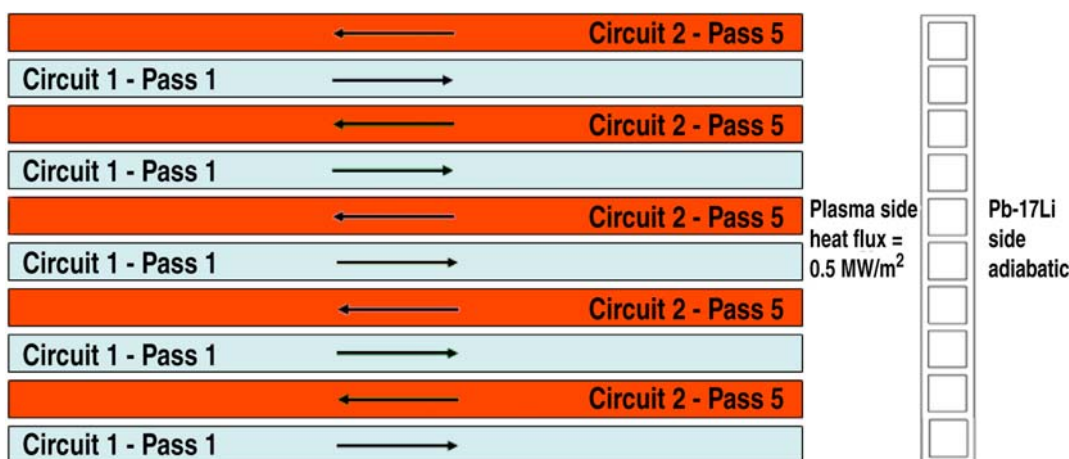 Circuit 2 - Pass 5
Circuit 1 - Pass 1
Circuit 2 - Pass 5
Circuit 1 - Pass 1
Circuit 2 - Pass 5
Circuit 1 - Pass 1
Circuit 2 - Pass 5
Circuit 1 - Pass 1
Circuit 2 - Pass 5
Circuit 1 - Pass 1
Plasma side
heat flux =
0.5 MW/m²
Pb-17Li
side
adiabatic